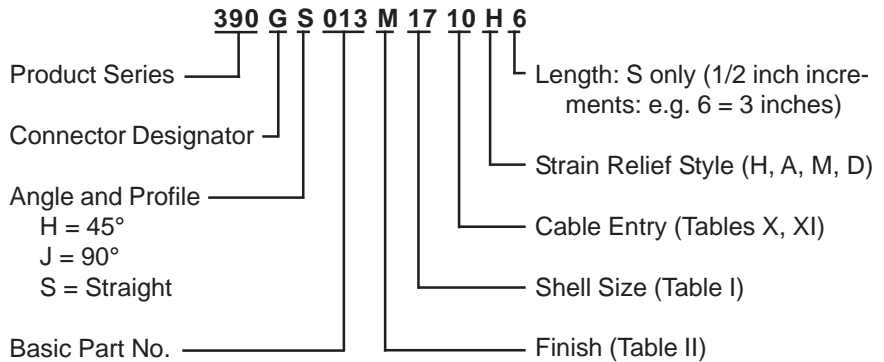 390 G S 013 M 17 10 H 6
Product Series
Connector Designator
Angle and Profile
H = 45°
J = 90°
S = Straight
Basic Part No.
Length: S only (1/2 inch incre-
ments: e.g. 6 = 3 inches)
Strain Relief Style (H, A, M, D)
Cable Entry (Tables X, XI)
Shell Size (Table I)
Finish (Table II)